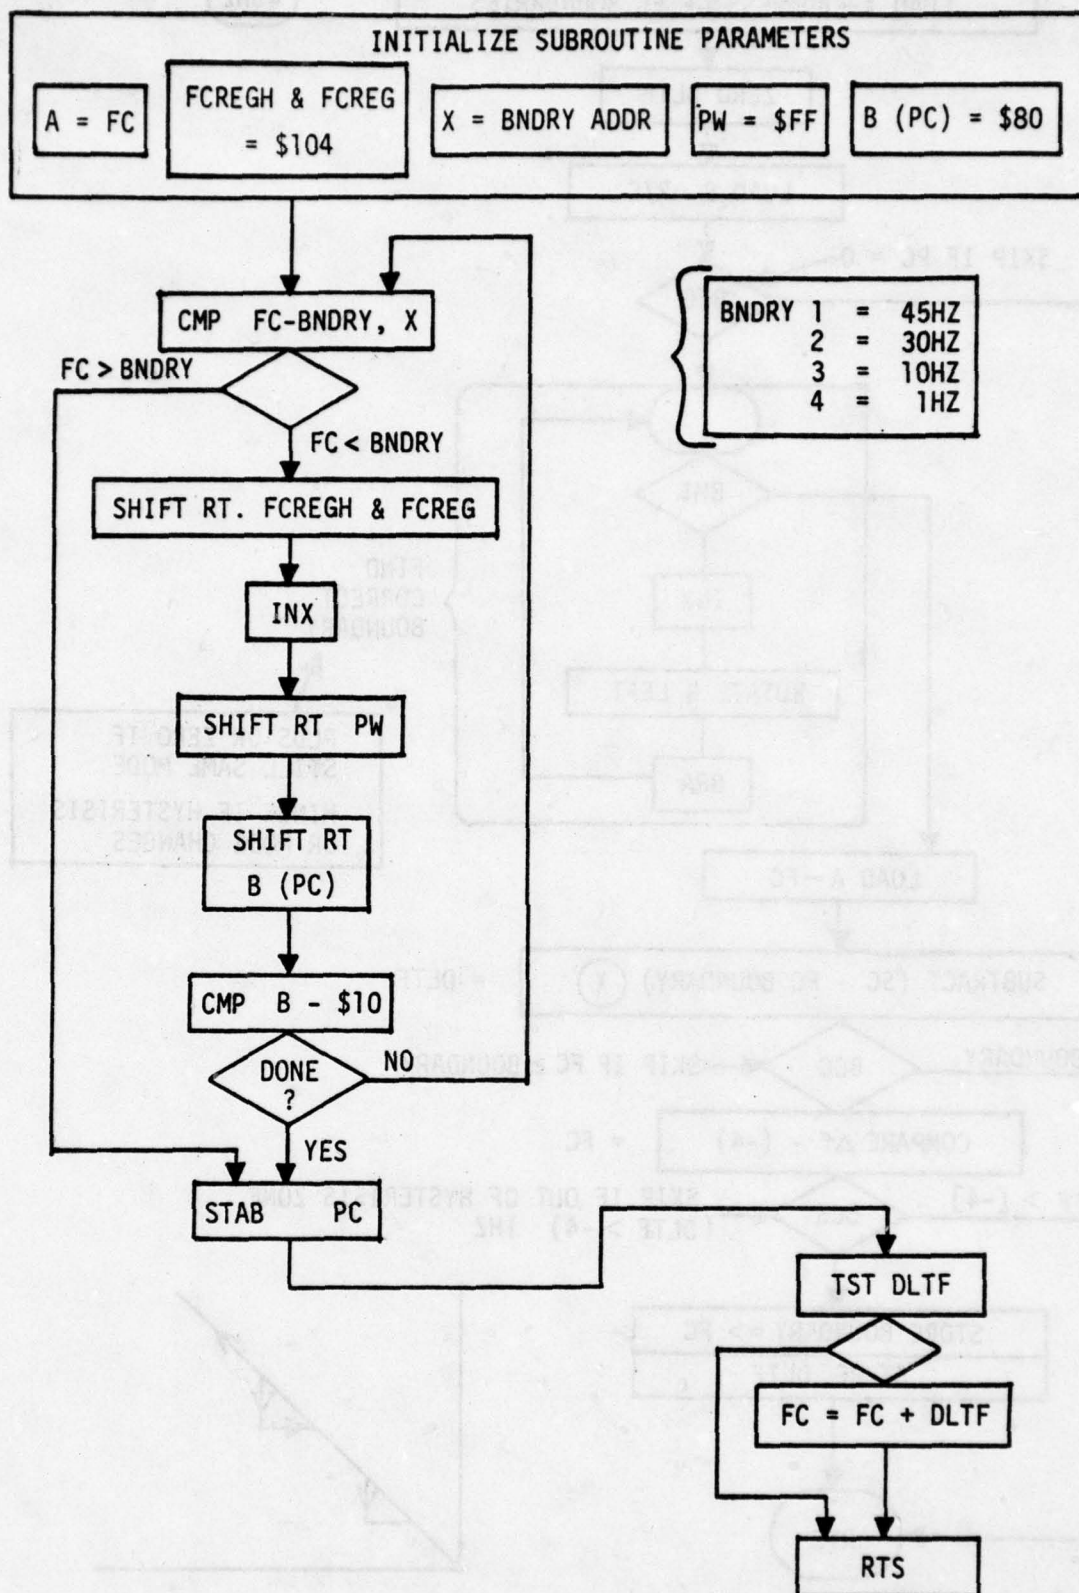 INITIALIZE SUBROUTINE PARAMETERS
A = FC
FCREGH & FCREG
= $104
X = BNDRY ADDR
PW = $FF
B (PC) = $80
CMP FC-BNDRY, X
BNDRY 1 = 45HZ
2 = 30HZ
3 = 10HZ
4 = 1HZ
FC > BNDRY
FC < BNDRY
SHIFT RT. FCREGH & FCREG
INX
SHIFT RT PW
SHIFT RT
B (PC)
CMP B - $10
DONE
?
NO
YES
STAB PC
TST DLTF
FC = FC + DLTF
RTS